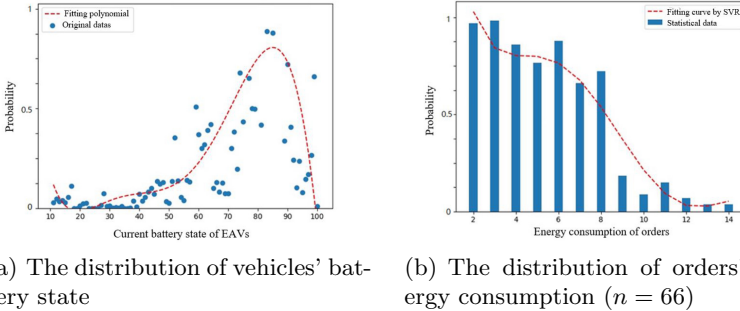 Fitting polynomial
Original datas
1
0.5
0
Probability
10 20 30 40 50 60 70 80 90 100
Current battery state of EAVs
a) The distribution of vehicles' bat-
ery state
Fitting curve by SVR
Statistical data
1
0.5
0
Probability
2 4 6 8 10 12 14
Energy consumption of orders
(b) The distribution of orders
ergy consumption (n = 66)